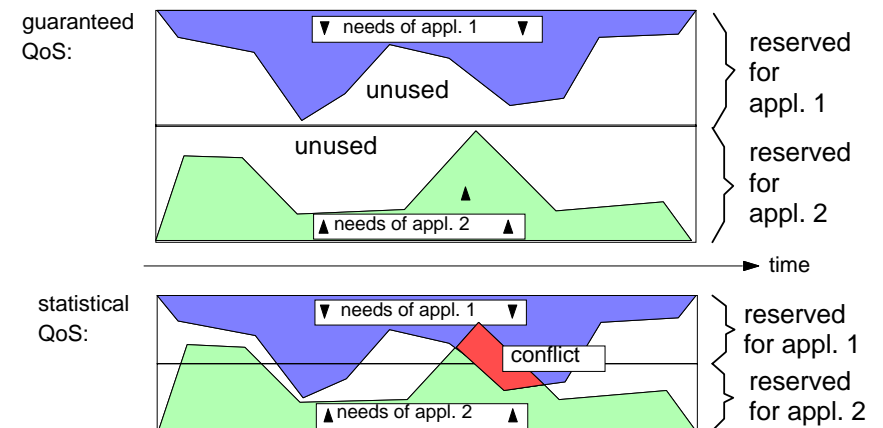 guaranteed
QoS:
needs of appl. 1
unused
reserved
for
appl. 1
unused
reserved
for
appl. 2
needs of appl. 2
time
statistical
QoS:
needs of appl. 1
reserved
for appl. 1
conflict
reserved
for appl. 2
needs of appl. 2